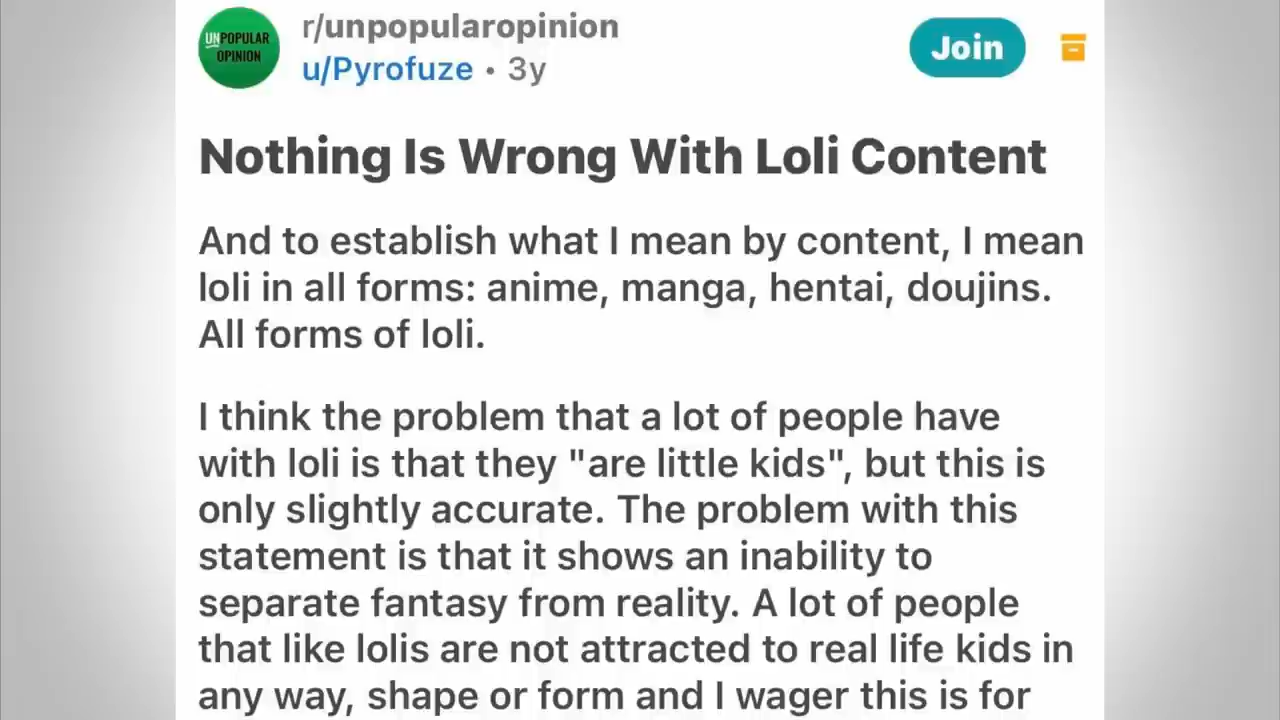 UNPOPULAR
OPINION
r/unpopularopinion
u/Pyrofuze • 3y
Join
Nothing Is Wrong With Loli Content
And to establish what I mean by content, I mean
loli in all forms: anime, manga, hentai, doujins.
All forms of loli.
I think the problem that a lot of people have
with loli is that they "are little kids", but this is
only slightly accurate. The problem with this
statement is that it shows an inability to
separate fantasy from reality. A lot of people
that like lolis are not attracted to real life kids in
any way, shape or form and I wager this is for